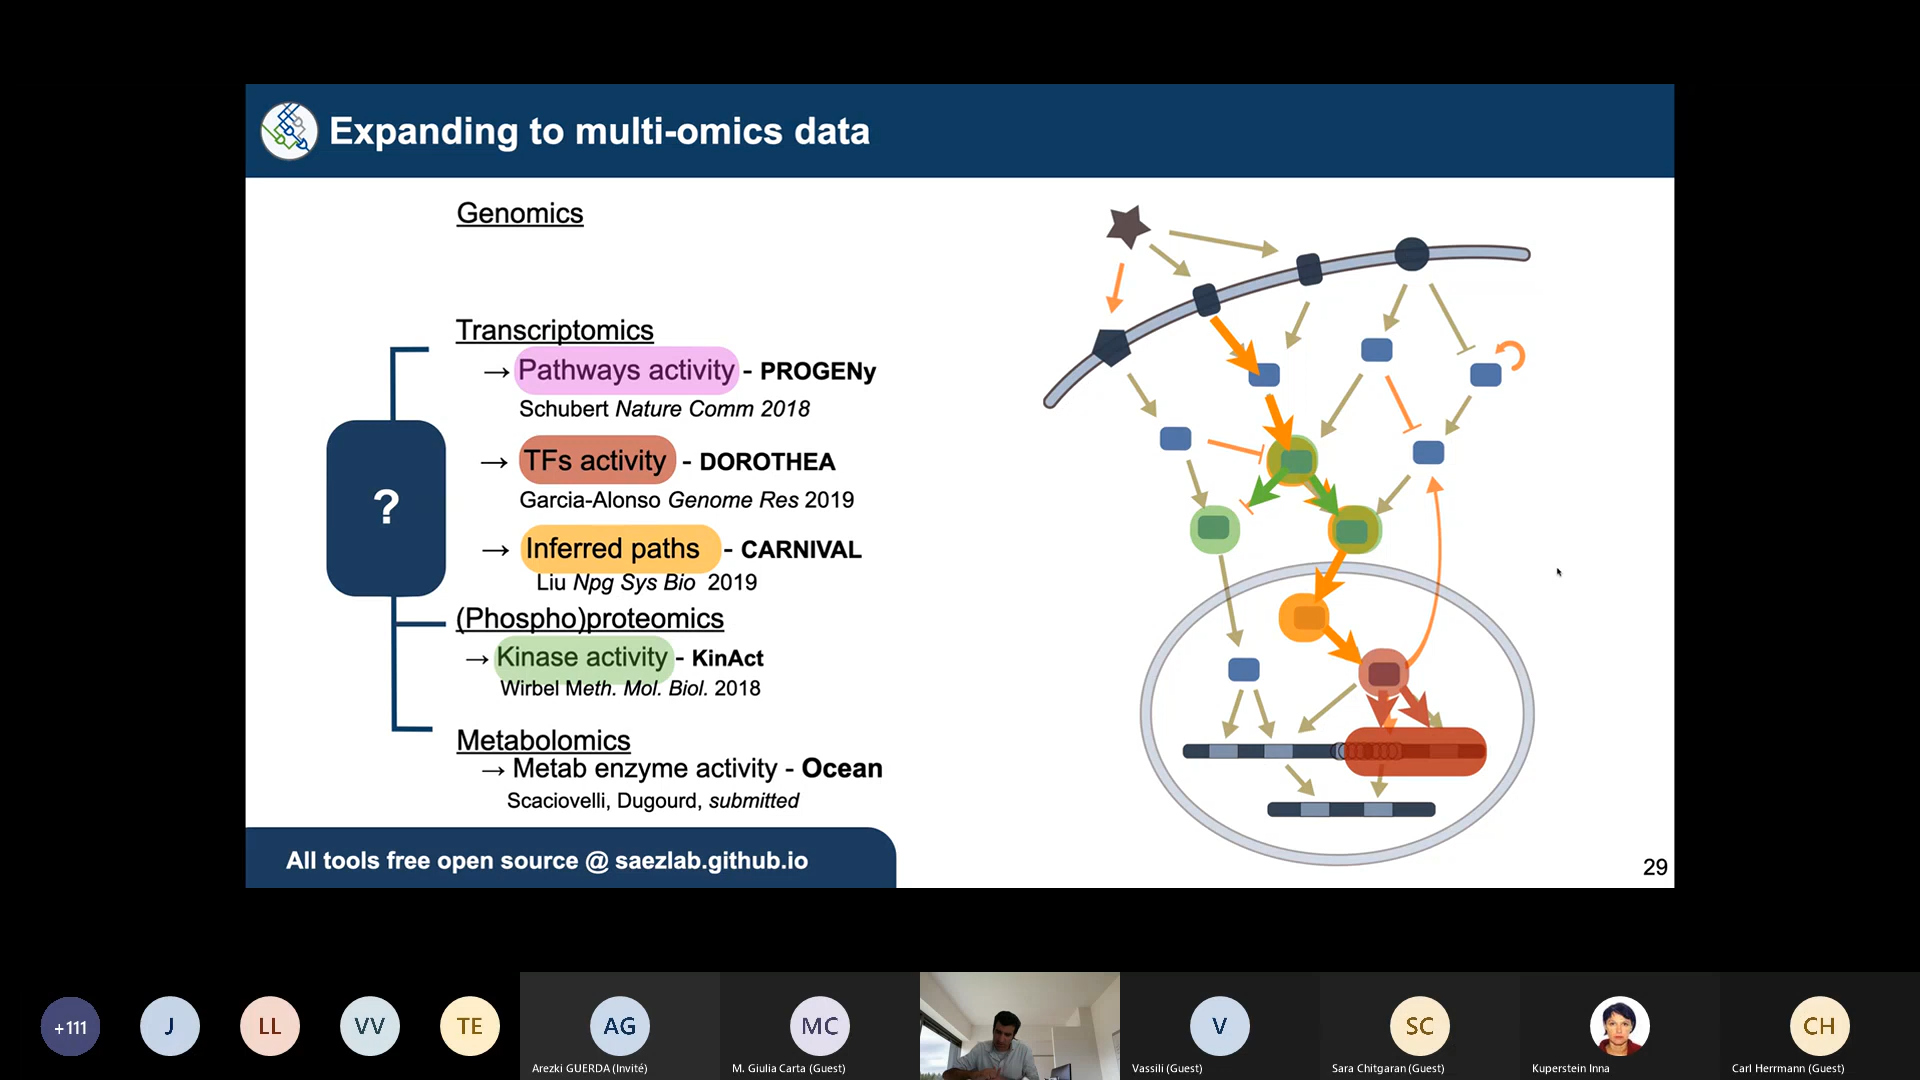 Expanding to multi-omics data
Genomics
Transcriptomics
→ Pathways activity - PROGENy
Schubert Nature Comm 2018
→ TFs activity - DOROTHEA
Garcia-Alonso Genome Res 2019
→ Inferred paths - CARNIVAL
Liu Npg Sys Bio 2019
?
(Phospho)proteomics
→ Kinase activity - KinAct
Wirbel Meth. Mol. Biol. 2018
Metabolomics
→ Metab enzyme activity - Ocean
Scaciovelli, Dugourd, submitted
All tools free open source @ saezlab.github.io
29
+111
J
LL
VV
TE
AG
MC
V
SC
CH
Arezki GUERDA (Invité)
M. Giulia Carta (Guest)
Vassili (Guest)
Sara Chitgaran (Guest)
Kuperstein Inna
Carl Herrmann (Guest)